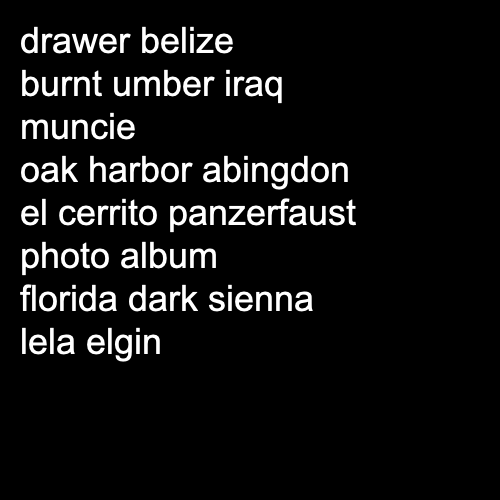 drawer belize
burnt umber iraq
muncie
oak harbor abingdon
el cerrito panzerfaust
photo album
florida dark sienna
lela elgin